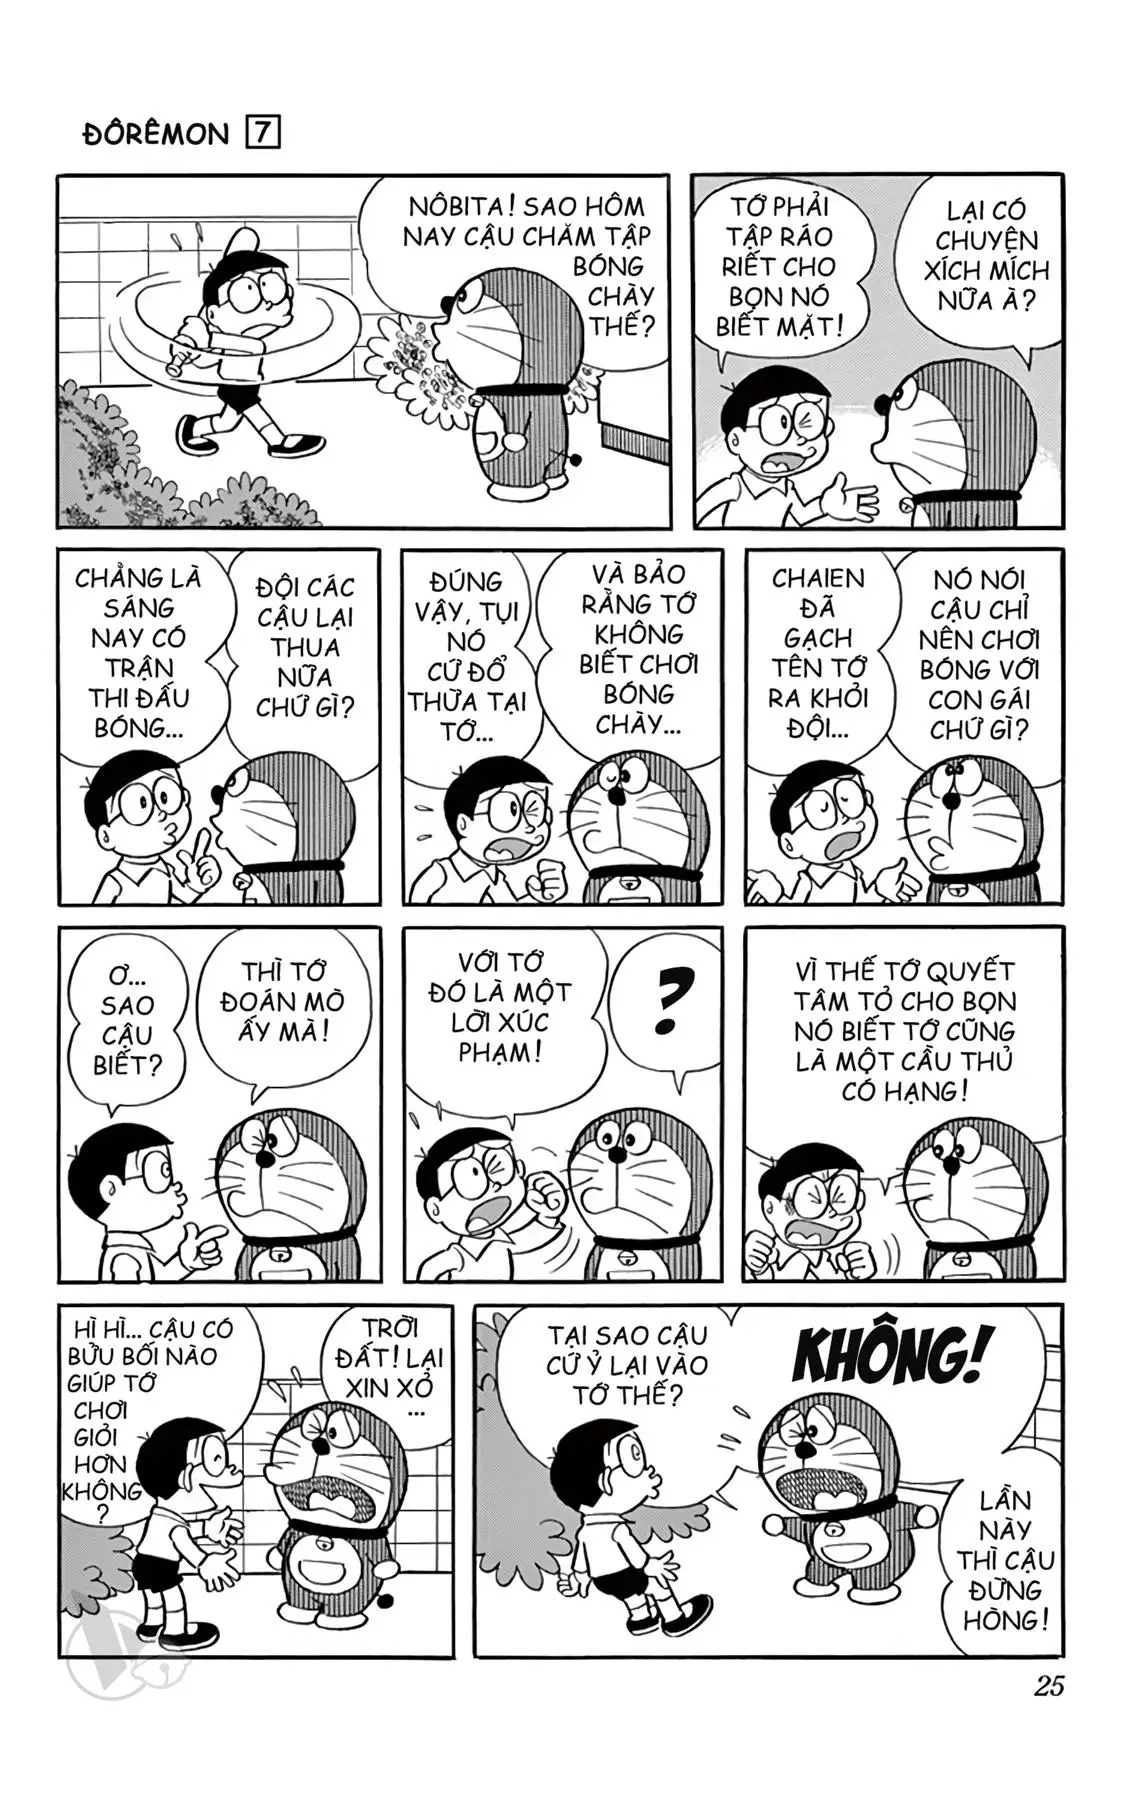 ĐÔRÊMON 7
NÔBITA! SAO HÔM
NAY CẬU CHĂM TẬP
BÓNG
CHÀY
THẾ?
TỚ PHẢI
TẬP RÁO
RIẾT CHO
BỌN NÓ
BIẾT MẶT!
LẠI CÓ
CHUYỆN
XÍCH MÍCH
NỮA À?
CHẲNG LÀ
SÁNG
NAY CÓ
TRẬN
THI ĐẤU
BÓNG...
ĐỘI CÁC
CẬU LẠI
THUA
NỮA
CHỨ GÌ?
ĐÚNG
VẬY, TỤI
NÓ
CỨ ĐỔ
THỪA TẠI
TỚ...
VÀ BẢO
RẰNG TỚ
KHÔNG
BIẾT CHƠI
BÓNG
CHÀY...
CHAIEN
ĐÃ
GẠCH
TÊN TỚ
RA KHỎI
ĐỘI...
NÓ NÓI
CẬU CHỈ
NÊN CHƠI
BÓNG VỚI
CON GÁI
CHỨ GÌ?
Ơ...
SAO
CẬU
BIẾT?
THÌ TỚ
ĐOÁN MÒ
ẤY MÀ!
VỚI TỚ
ĐÓ LÀ MỘT
LỜI XÚC
PHẠM!
?
VÌ THẾ TỚ QUYẾT
TÂM TỎ CHO BỌN
NÓ BIẾT TỚ CŨNG
LÀ MỘT CẦU THỦ
CÓ HẠNG!
HÌ HÌ... CẬU CÓ
BỬU BỐI NÀO
GIÚP TỚ
CHƠI
GIỎI
HƠN
KHÔNG
?
TRỜI
ĐẤT! LẠI
XIN XỎ
...
TẠI SAO CẬU
CỨ Ỷ LẠI VÀO
TỚ THẾ?
KHÔNG!
LẦN
NÀY
THÌ CẬU
ĐỪNG
HÒNG!
25